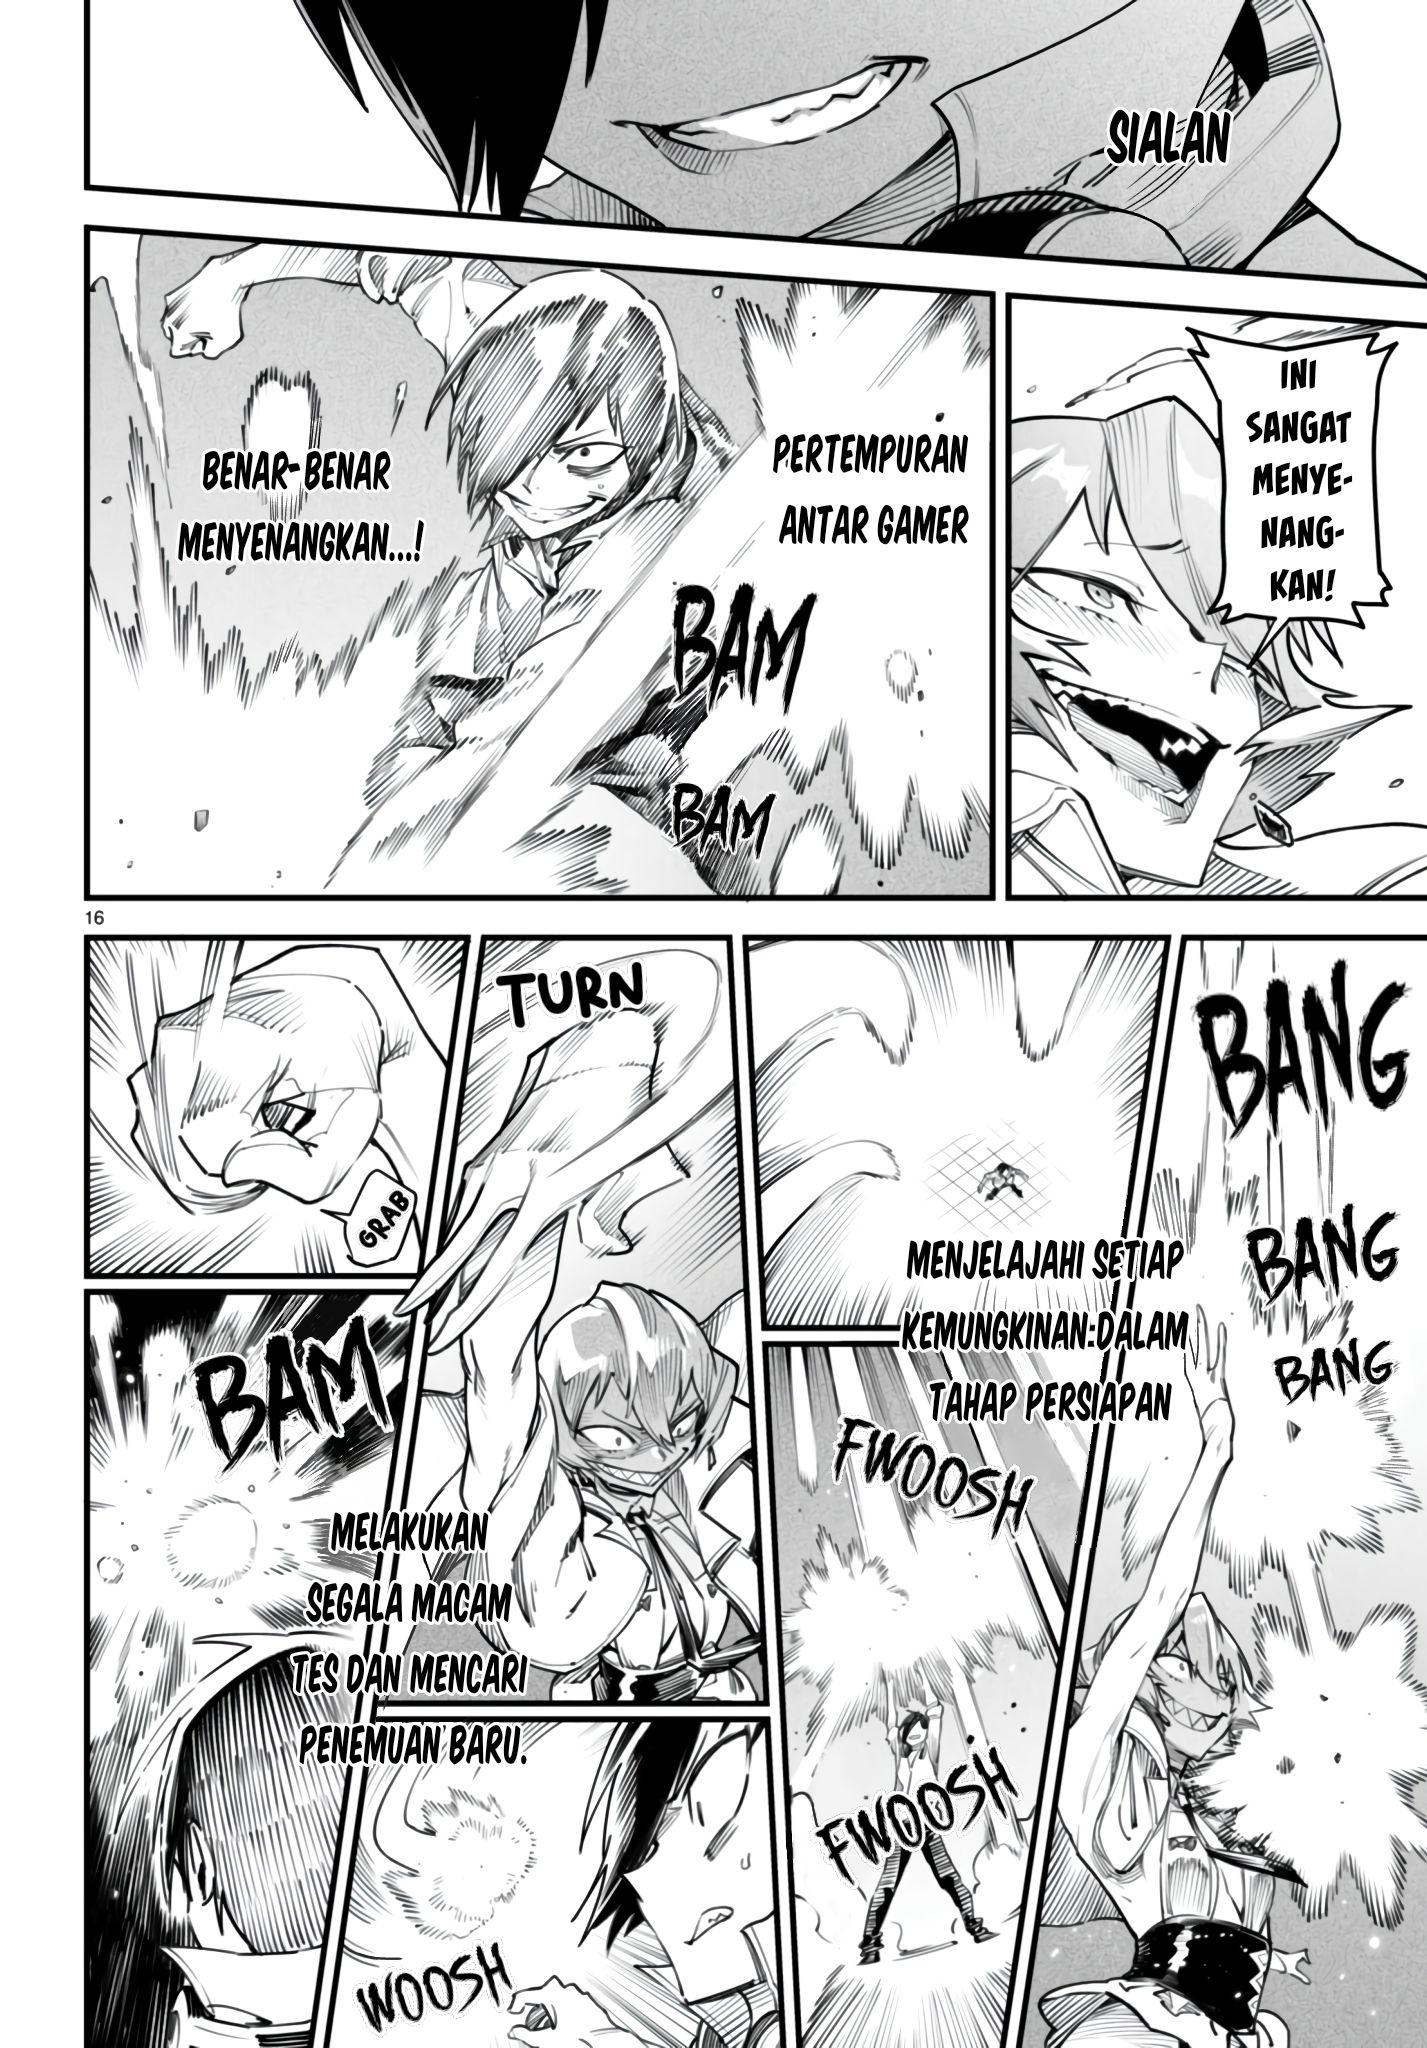 SIALAN
INI
SANGAT
MENYE-
NANG-
KAN!
PERTEMPURAN
ANTAR GAMER
BENAR-BENAR
MENYENANGKAN...!
BAM
BAM
16
BANG
BANG
BANG
MENJELAJAHI SETIAP
KEMUNGKINAN:DALAM
TAHAP PERSIAPAN
FWOOSH
FWOOSH
TURN
GRAB
BAM
MELAKUKAN
SEGALA MACAM
TES DAN MENCARI
PENEMUAN BARU.
WOOSH